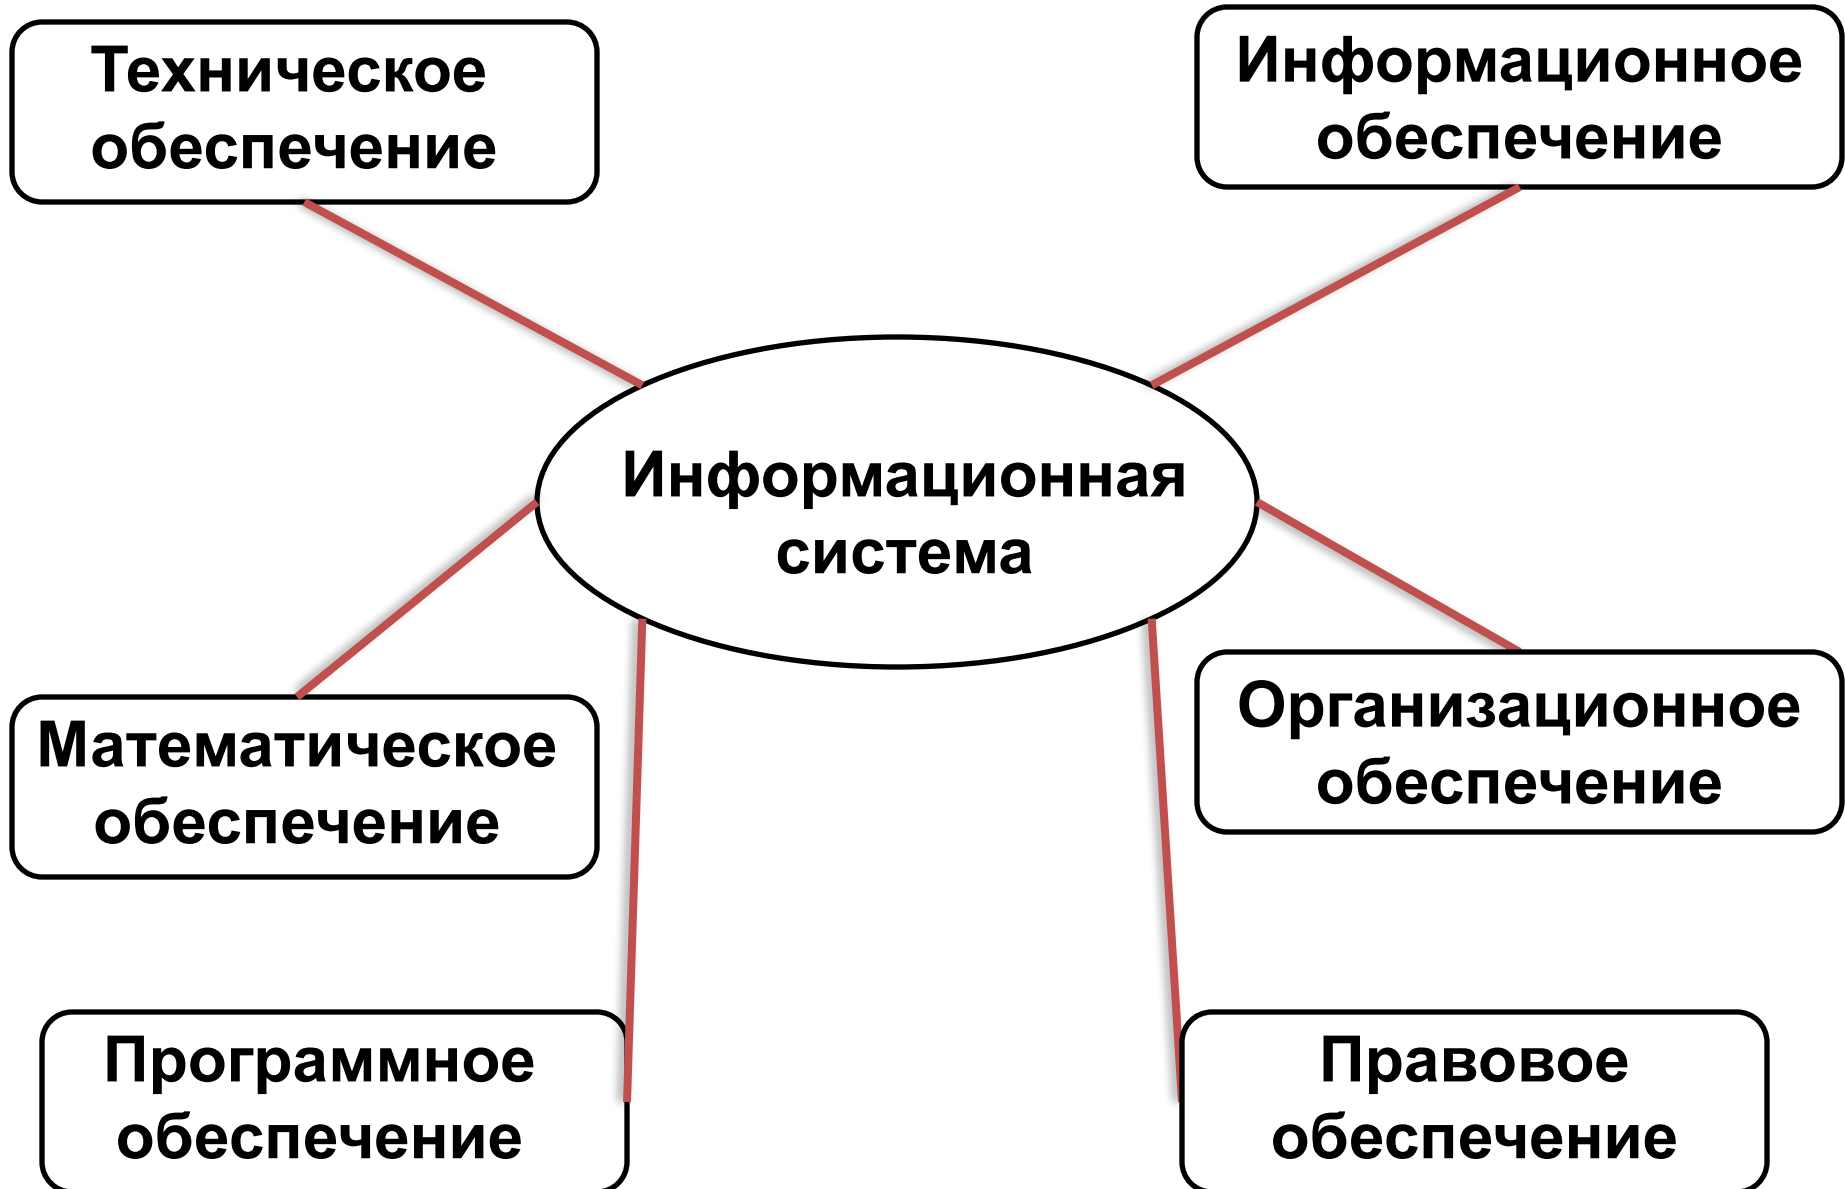 Техническое
обеспечение
Информационное
обеспечение
Информационная
система
Математическое
обеспечение
Организационное
обеспечение
Программное
обеспечение
Правовое
обеспечение